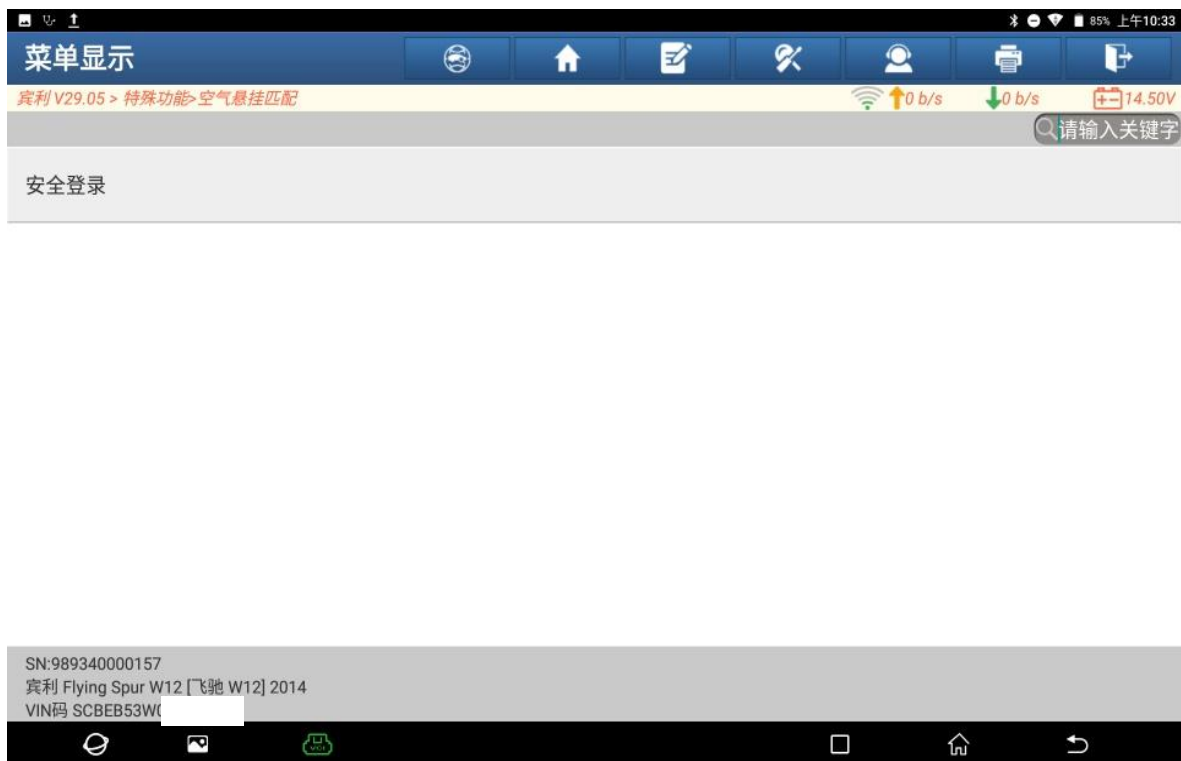 85% 上午10:33
菜单显示
宾利 V29.05 > 特殊功能>空气悬挂匹配 0 b/s 0 b/s 14.50V
请输入关键字
安全登录
SN:989340000157
宾利 Flying Spur W12 [飞驰 W12] 2014
VIN码 SCBEB53W
VCI